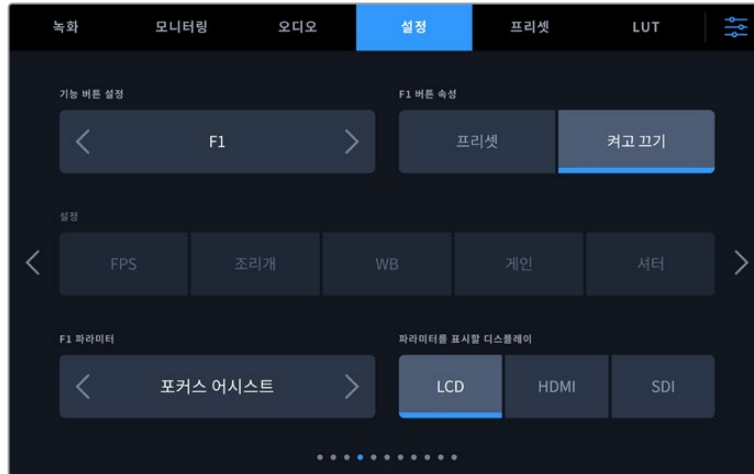 녹화 모니터링 오디오 설정 프리셋 LUT
기능 버튼 설정 F1 버튼 속성
F1 프리셋 켜고 끄기
설정
FPS 조리개 WB 게인 셔터
F1 파라미터 파라미터를 표시할 디스플레이
포커스 어시스트 LCD HDMI SDI